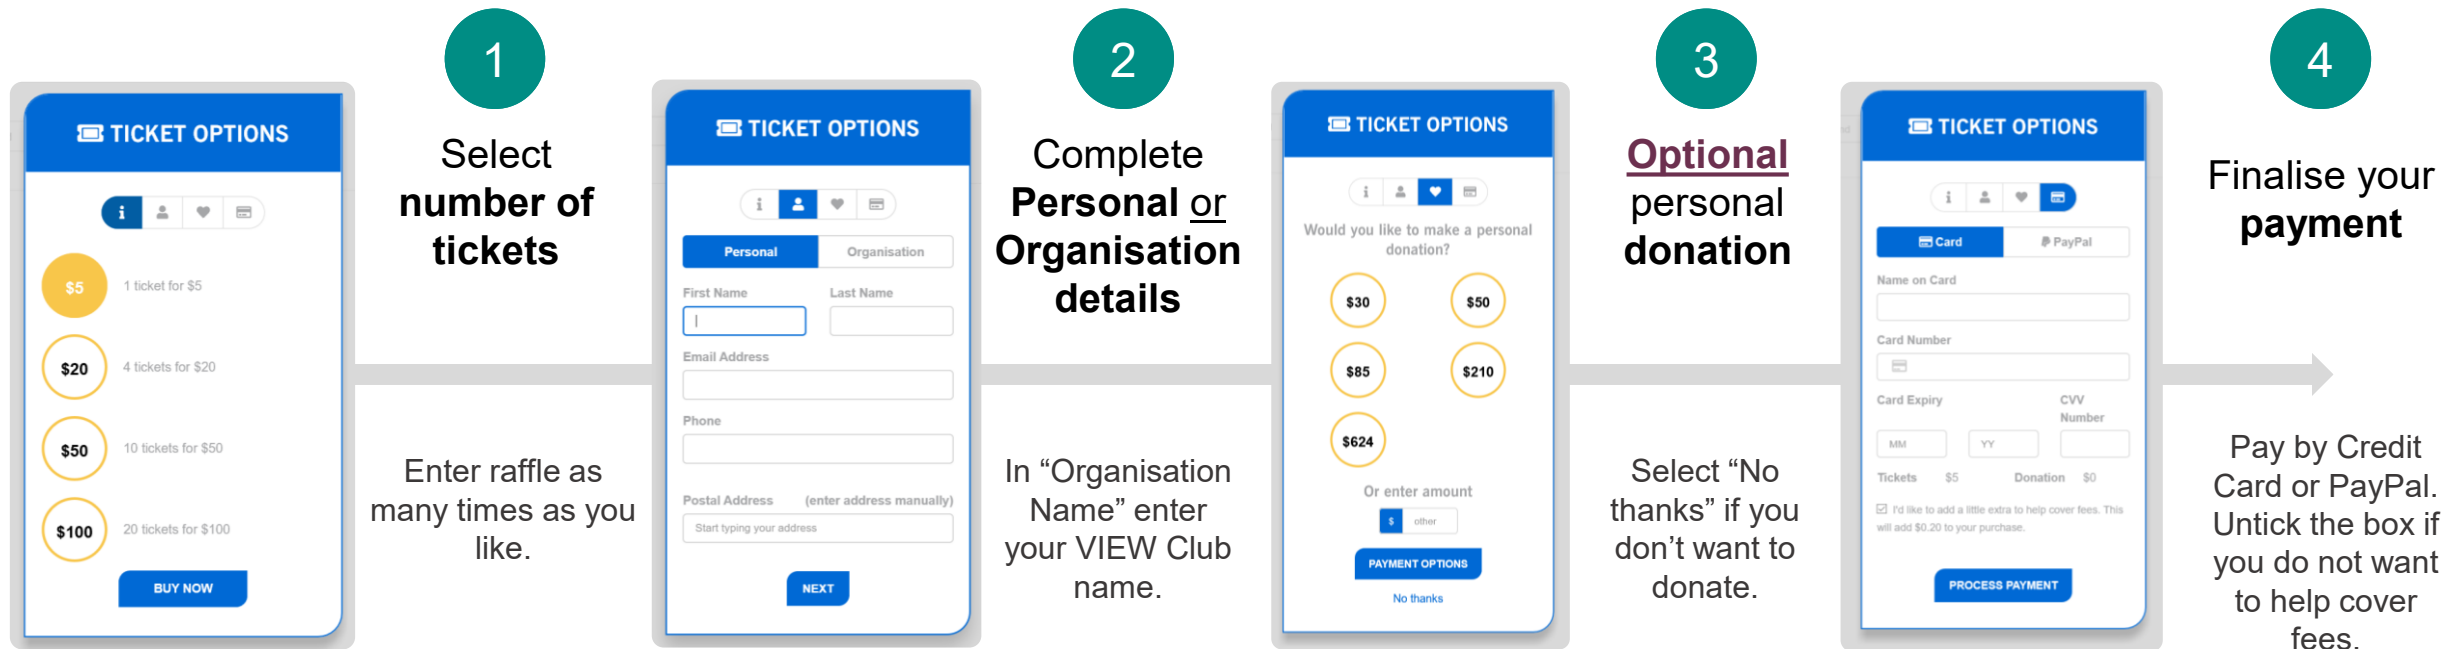 TICKET OPTIONS
$5
1 ticket for $5
$20
4 tickets for $20
$50
10 tickets for $50
$100
20 tickets for $100
BUY NOW
1
Select
number of
tickets
Enter raffle as
many times as you
like.
TICKET OPTIONS
Personal Organisation
First Name Last Name
Email Address
Phone
Postal Address (enter address manually)
Start typing your address
NEXT
2
Complete
Personal or
Organisation
details
In “Organisation
Name” enter
your VIEW Club
name.
TICKET OPTIONS
Would you like to make a personal
donation?
$30 $50
$85 $210
$624
Or enter amount
$ other
PAYMENT OPTIONS
No thanks
3
Optional
personal
donation
Select “No
thanks” if you
don’t want to
donate.
TICKET OPTIONS
Card PayPal
Name on Card
Card Number
Card Expiry CVV
Number
MM YY
Tickets $5 Donation $0
I'd like to add a little extra to help cover fees. This
will add $0.20 to your purchase.
PROCESS PAYMENT
4
Finalise your
payment
Pay by Credit
Card or PayPal.
Untick the box if
you do not want
to help cover
fees.